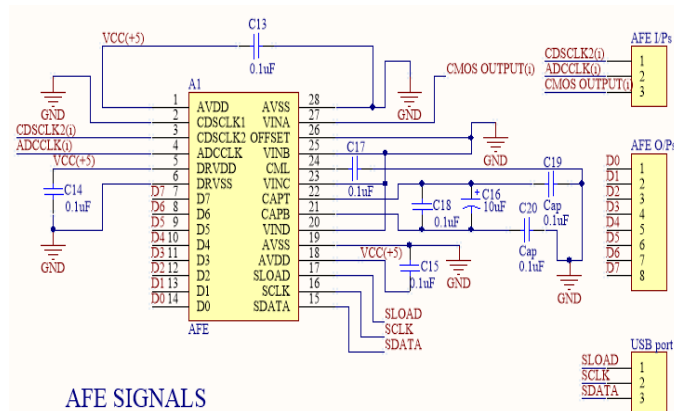 C13
VCC(+5)
0.1uF
AFE I/Ps
CDSCLK2(i)
ADCCLK(i)
CMOS OUTPUT(i)
1
2
3
CMOS OUTPUT(i)
GND
GND
A1
1 AVDD AVSS 28
2 CDSCLK1 VINA 27
3 CDSCLK2 OFFSET 26
4 ADCCLK VINB 25
5 DRVDD CML 24
6 DRVSS VINC 23
7 D7 CAPT 22
8 D6 CAPB 21
9 D5 VIND 20
10 D4 AVSS 19
11 D3 AVDD 18
12 D2 SLOAD 17
13 D1 SCLK 16
14 D0 SDATA 15
AFE
CDSCLK2(i)
ADCCLK(i)
VCC(+5)
C14
0.1uF
GND
D7
D6
D5
D4
D3
D2
D1
D0
GND
C17
0.1uF
C18
0.1uF
C16
+
10uF
C19
Cap
0.1uF
C20
Cap
0.1uF
GND
VCC(+5)
C15
0.1uF
GND
SLOAD
SCLK
SDATA
AFE O/Ps
D0 1
D1 2
D2 3
D3 4
D4 5
D5 6
D6 7
D7 8
USB port
SLOAD 1
SCLK 2
SDATA 3
AFE SIGNALS